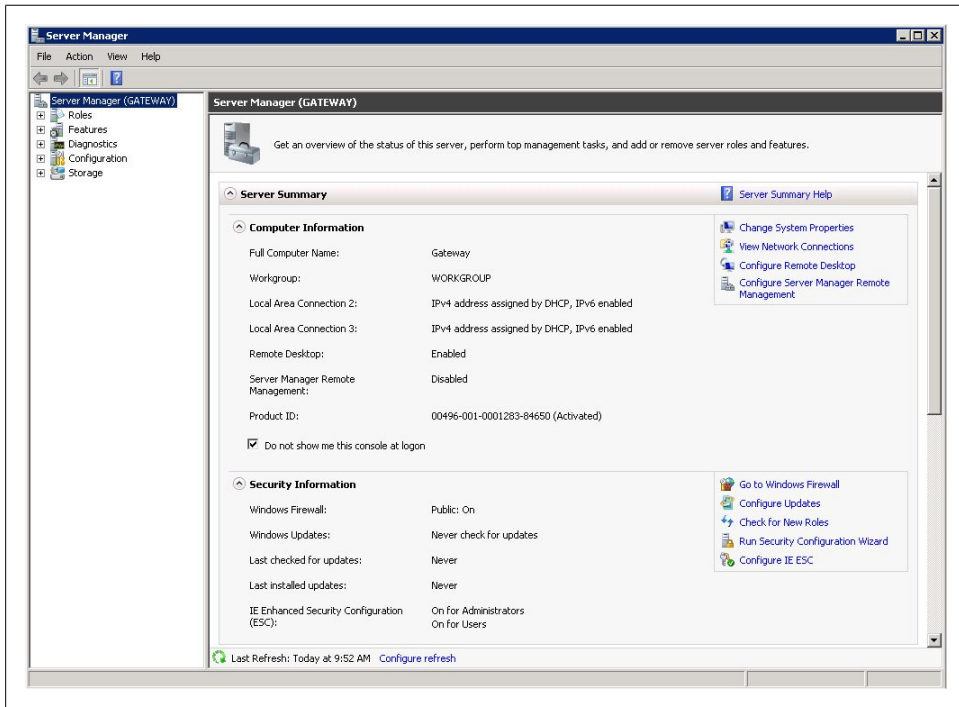 Server Manager
File Action View Help
Server Manager (GATEWAY)
Roles
Features
Diagnostics
Configuration
Storage
Server Manager (GATEWAY)
Get an overview of the status of this server, perform top management tasks, and add or remove server roles and features.
Server Summary
Server Summary Help
Computer Information
Full Computer Name: Gateway
Workgroup: WORKGROUP
Local Area Connection 2: IPv4 address assigned by DHCP, IPv6 enabled
Local Area Connection 3: IPv4 address assigned by DHCP, IPv6 enabled
Remote Desktop: Enabled
Server Manager Remote Disabled
Management:
Product ID: 00496-001-0001283-84650 (Activated)
Do not show me this console at logon
Change System Properties
View Network Connections
Configure Remote Desktop
Configure Server Manager Remote
Management
Security Information
Windows Firewall: Public: On
Windows Updates: Never check for updates
Last checked for updates: Never
Last installed updates: Never
IE Enhanced Security Configuration On for Administrators
(ESC): On for Users
Go to Windows Firewall
Configure Updates
Check for New Roles
Run Security Configuration Wizard
Configure IE ESC
Last Refresh: Today at 9:52 AM Configure refresh